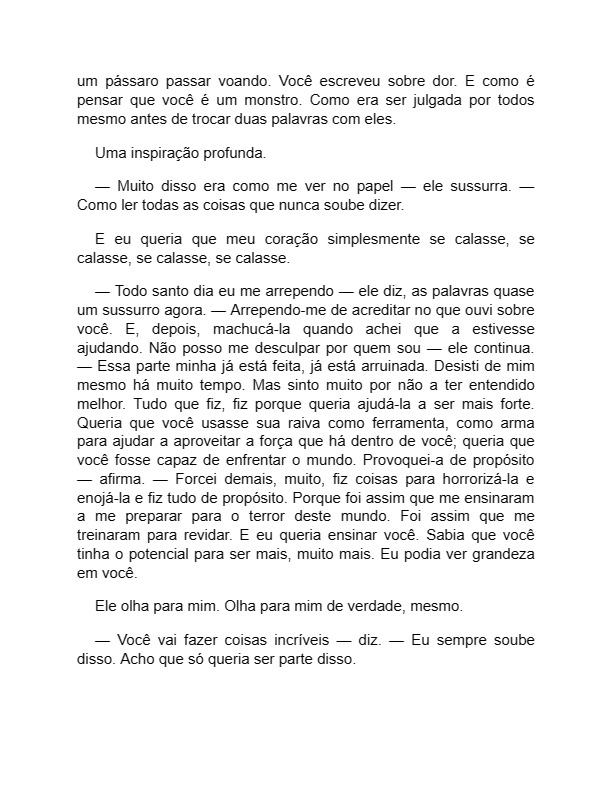 um pássaro passar voando. Você escreveu sobre dor. E como é
pensar que você é um monstro. Como era ser julgada por todos
mesmo antes de trocar duas palavras com eles.
Uma inspiração profunda.
— Muito disso era como me ver no papel — ele sussurra. —
Como ler todas as coisas que nunca soube dizer.
E eu queria que meu coração simplesmente se calasse, se
calasse, se calasse, se calasse.
— Todo santo dia eu me arrependo — ele diz, as palavras quase
um sussurro agora. — Arrependo-me de acreditar no que ouvi sobre
você. E, depois, machucá-la quando achei que a estivesse
ajudando. Não posso me desculpar por quem sou — ele continua.
— Essa parte minha já está feita, já está arruinada. Desisti de mim
mesmo há muito tempo. Mas sinto muito por não a ter entendido
melhor. Tudo que fiz, fiz porque queria ajudá-la a ser mais forte.
Queria que você usasse sua raiva como ferramenta, como arma
para ajudar a aproveitar a força que há dentro de você; queria que
você fosse capaz de enfrentar o mundo. Provoquei-a de propósito
— afirma. — Forcei demais, muito, fiz coisas para horrorizá-la e
enojá-la e fiz tudo de propósito. Porque foi assim que me ensinaram
a me preparar para o terror deste mundo. Foi assim que me
treinaram para revidar. E eu queria ensinar você. Sabia que você
tinha o potencial para ser mais, muito mais. Eu podia ver grandeza
em você.
Ele olha para mim. Olha para mim de verdade, mesmo.
— Você vai fazer coisas incríveis — diz. — Eu sempre soube
disso. Acho que só queria ser parte disso.